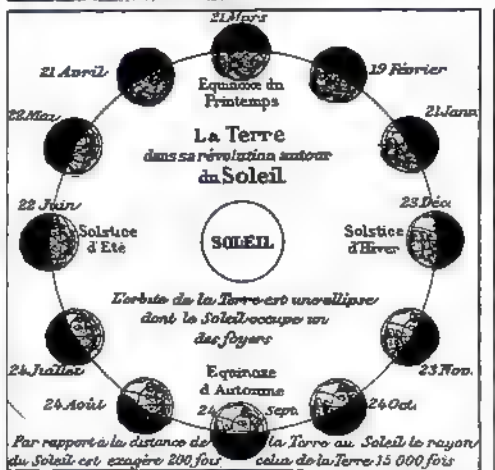 21 Mars
21 Avril
19 Février
Equinoxe du
Printemps
22 Mai
21 Janv
La Terre
dans sa révolution autour
du Soleil
22 Juin
23 Déc.
Solstice
d'Eté
SOLEIL
Solstice
d'Hiver
L'orbite de la Terre est une ellipse
dont le Soleil occupe un
des foyers
24 Juillet
23 Nov.
Equinoxe
d'Automne
24 Août
24 Sept.
24 Oct.
Par rapport à la distance de la Terre au Soleil le rayon
du Soleil est exagéré 200 fois celui de la Terre 15 000 fois